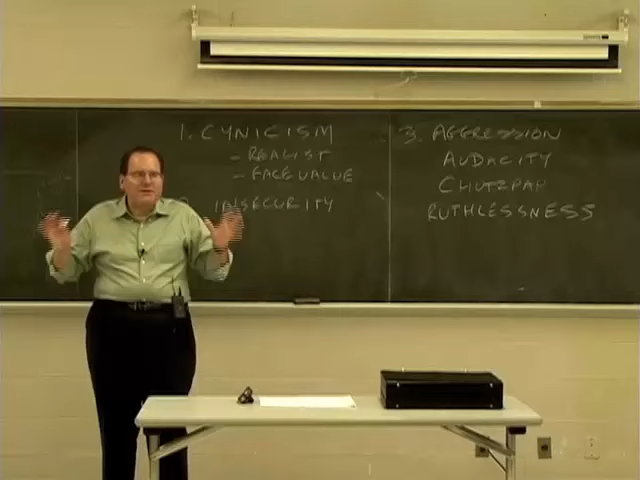 1. CYNICISM
- REALIST
- FACE VALUE
INSECURITY
3. AGGRESSION
AUDACITY
CHUTZPAH
RUTHLESSNESS